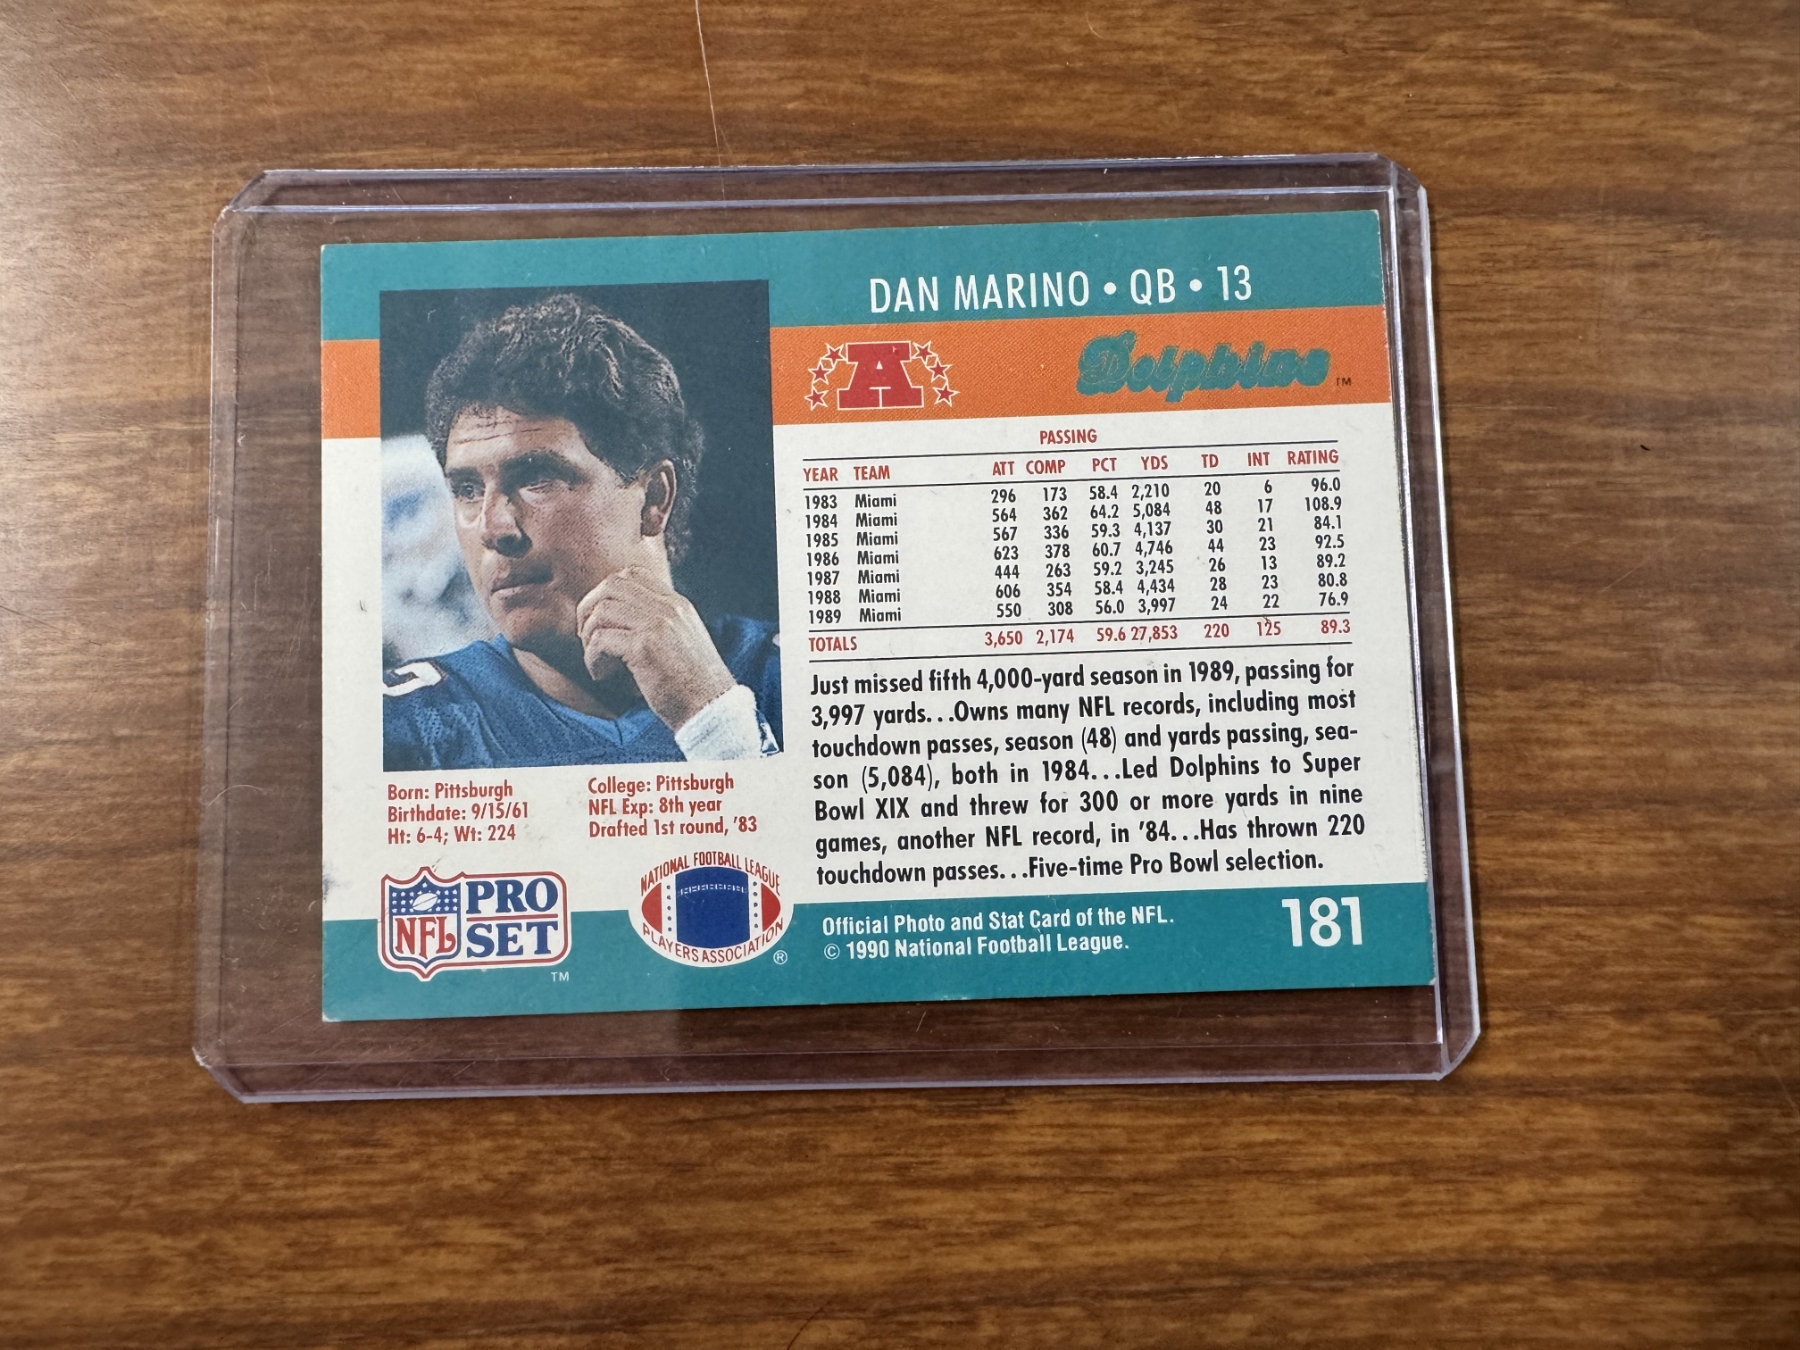 DAN MARINO • QB • 13
A
Dolphins TM
PASSING
YEAR TEAM ATT COMP PCT YDS TD INT RATING
1983 Miami 296 173 58.4 2,210 20 6 96.0
1984 Miami 564 362 64.2 5,084 48 17 108.9
1985 Miami 567 336 59.3 4,137 30 21 84.1
1986 Miami 623 378 60.7 4,746 44 23 92.5
1987 Miami 444 263 59.2 3,245 26 13 89.2
1988 Miami 606 354 58.4 4,434 28 23 80.8
1989 Miami 550 308 56.0 3,997 24 22 76.9
TOTALS 3,650 2,174 59.6 27,853 220 125 89.3
Just missed fifth 4,000-yard season in 1989, passing for
3,997 yards...Owns many NFL records, including most
touchdown passes, season (48) and yards passing, sea-
son (5,084), both in 1984...Led Dolphins to Super
Bowl XIX and threw for 300 or more yards in nine
games, another NFL record, in '84...Has thrown 220
touchdown passes...Five-time Pro Bowl selection.
Born: Pittsburgh
Birthdate: 9/15/61
Ht: 6-4; Wt: 224
College: Pittsburgh
NFL Exp: 8th year
Drafted 1st round, '83
NFL PRO SET TM
NATIONAL FOOTBALL LEAGUE
PLAYERS ASSOCIATION ®
Official Photo and Stat Card of the NFL.
© 1990 National Football League.
181